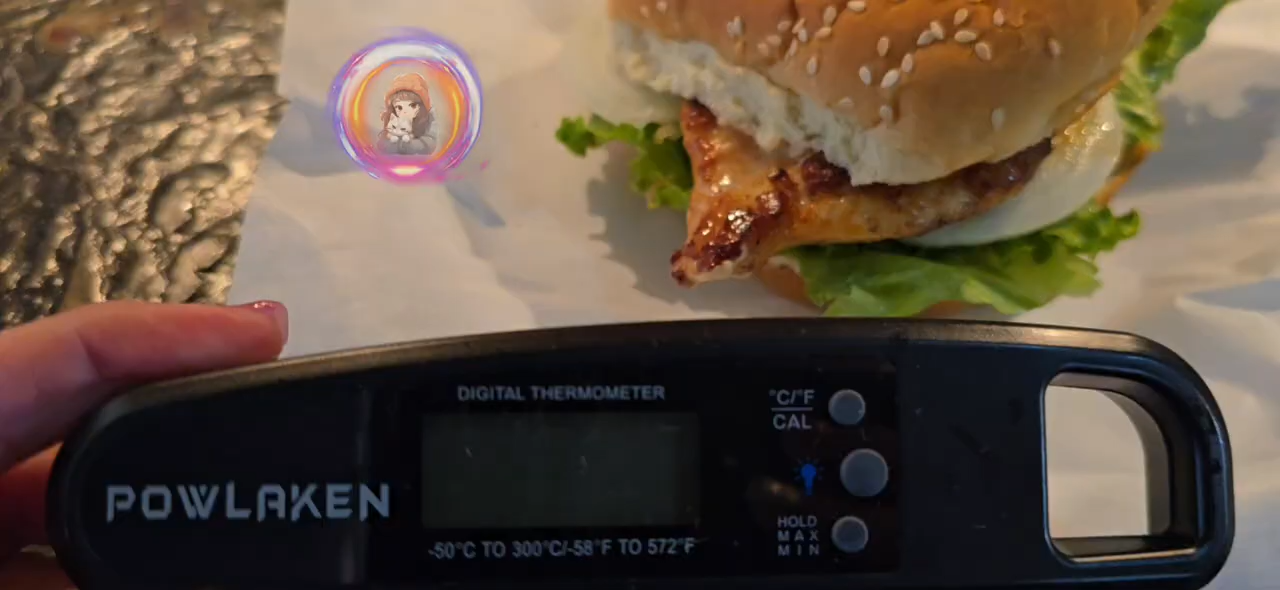 DIGITAL THERMOMETER
°C/°F
CAL
POWLAKEN
HOLD
MAX
MIN
-50°C TO 300°C/-58°F TO 572°F